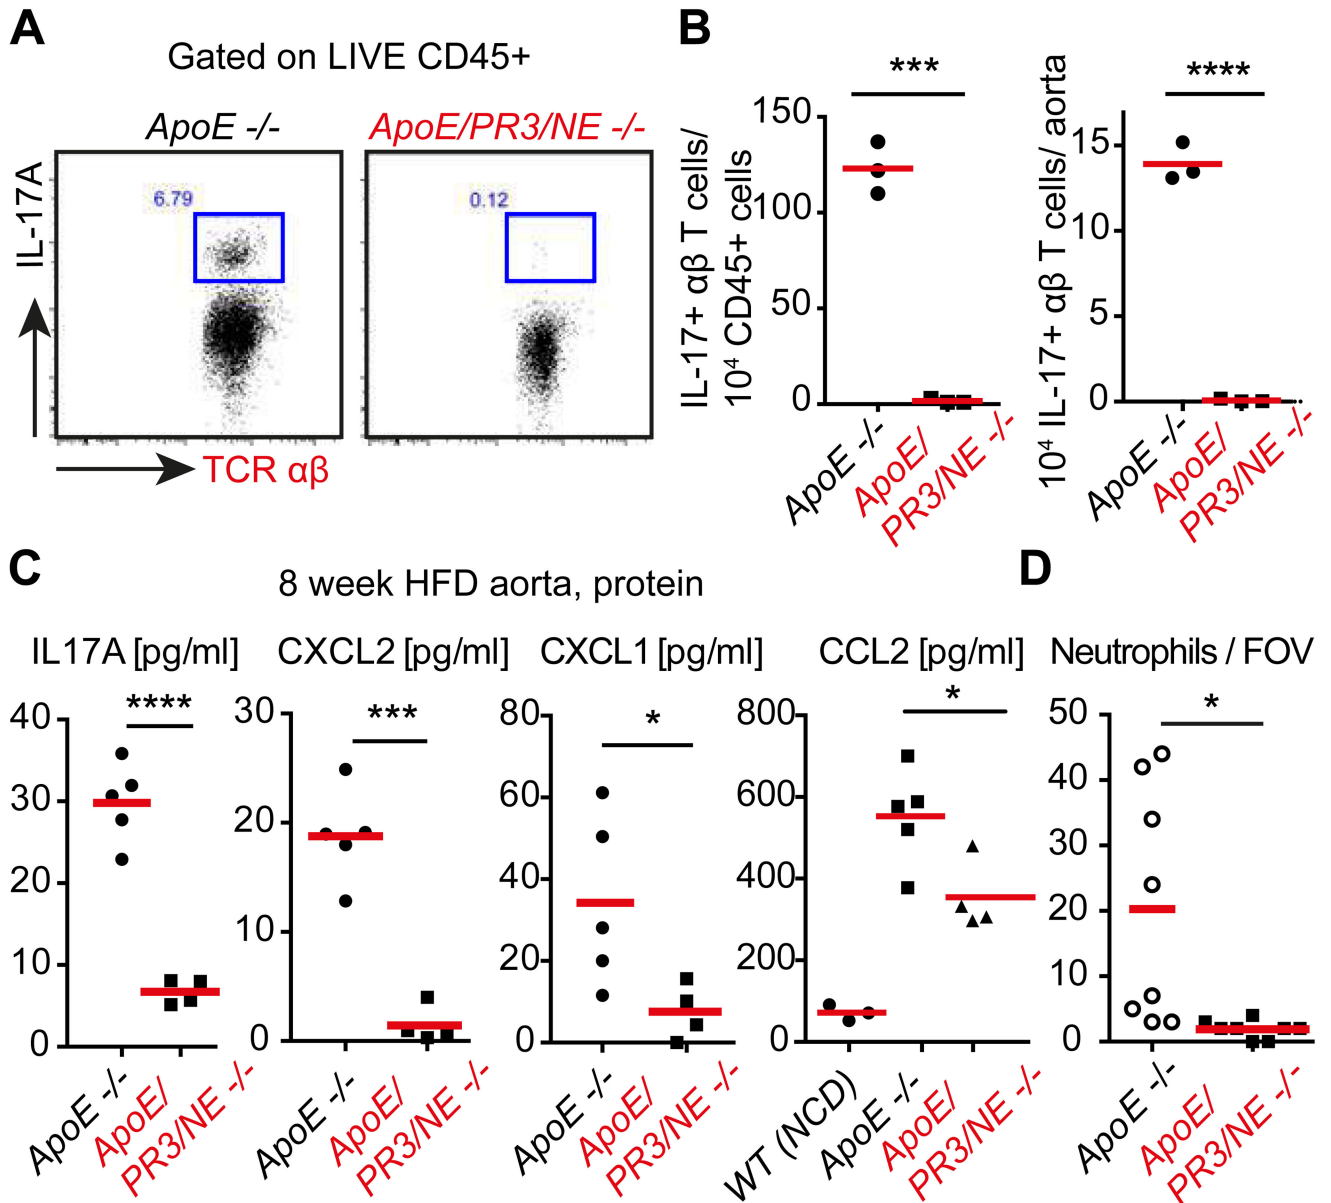 A
Gated on LIVE CD45+
ApoE -/-
ApoE/PR3/NE -/-
IL-17A
6.79
0.12
TCR αβ
B
IL-17+ αβ T cells/
10⁴ CD45+ cells
***
150
100
50
0
ApoE -/-
ApoE/
PR3/NE -/-
10⁴ IL-17+ αβ T cells/ aorta
****
15
10
5
0
ApoE -/-
ApoE/
PR3/NE -/-
C
8 week HFD aorta, protein
IL17A [pg/ml]
****
40
30
20
10
0
ApoE -/-
ApoE/
PR3/NE -/-
CXCL2 [pg/ml]
***
30
20
10
0
ApoE -/-
ApoE/
PR3/NE -/-
CXCL1 [pg/ml]
*
80
60
40
20
0
ApoE -/-
ApoE/
PR3/NE -/-
CCL2 [pg/ml]
*
800
600
400
200
0
WT (NCD)
ApoE -/-
ApoE/
PR3/NE -/-
D
Neutrophils / FOV
*
50
40
30
20
10
0
ApoE -/-
ApoE/
PR3/NE -/-